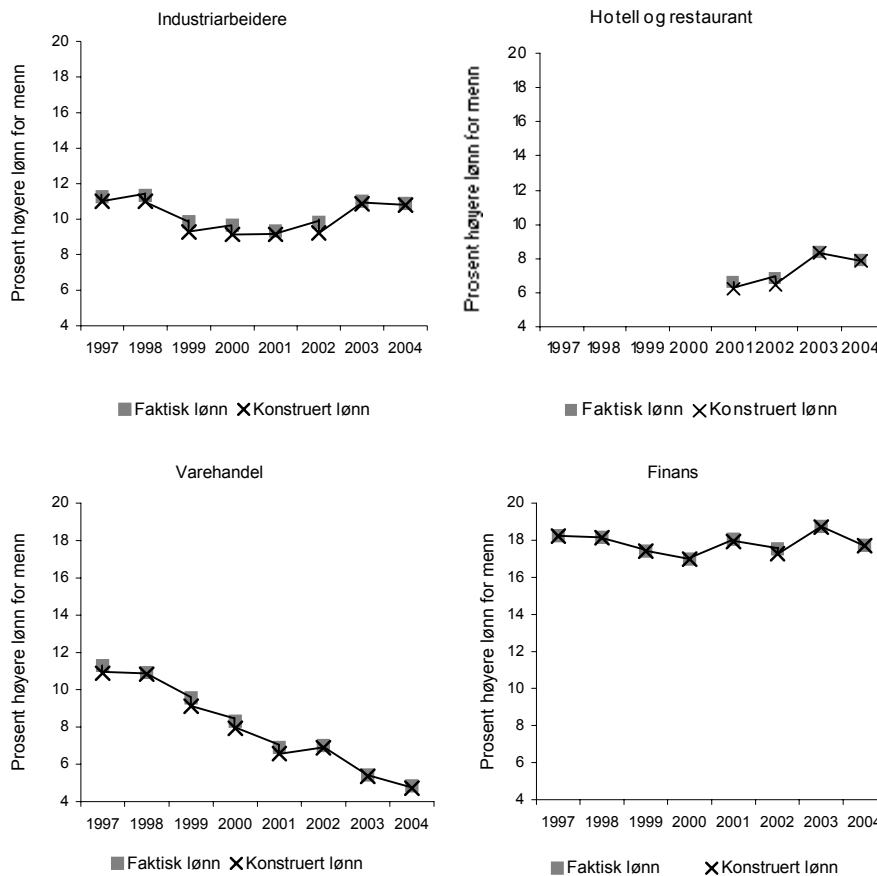 Industriarbeidere
Prosent høyere lønn for menn
20
18
16
14
12
10
8
6
4
1997 1998 1999 2000 2001 2002 2003 2004
Faktisk lønn Konstruert lønn
Hotell og restaurant
Prosent høyere lønn for menn
20
18
16
14
12
10
8
6
4
1997 1998 1999 2000 2001 2002 2003 2004
Faktisk lønn Konstruert lønn
Varehandel
Prosent høyere lønn for menn
20
18
16
14
12
10
8
6
4
1997 1998 1999 2000 2001 2002 2003 2004
Faktisk lønn Konstruert lønn
Finans
Prosent høyere lønn for menn
20
18
16
14
12
10
8
6
4
1997 1998 1999 2000 2001 2002 2003 2004
Faktisk lønn Konstruert lønn